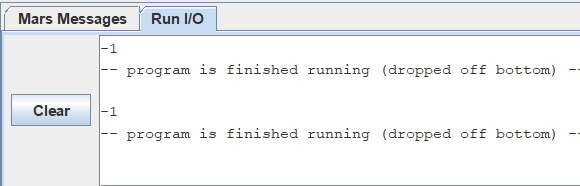 Mars Messages Run I/O
-1
-- program is finished running (dropped off bottom) --
Clear
-1
-- program is finished running (dropped off bottom) --